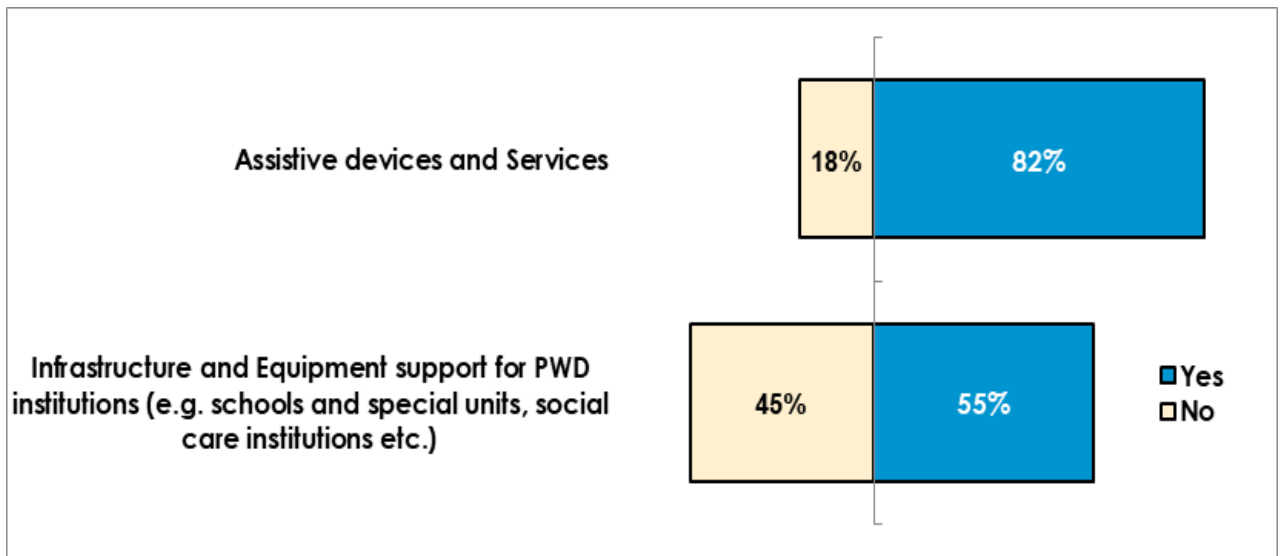 Assistive devices and Services
18%
82%
Infrastructure and Equipment support for PWD
institutions (e.g. schools and special units, social
care institutions etc.)
45%
55%
Yes
No